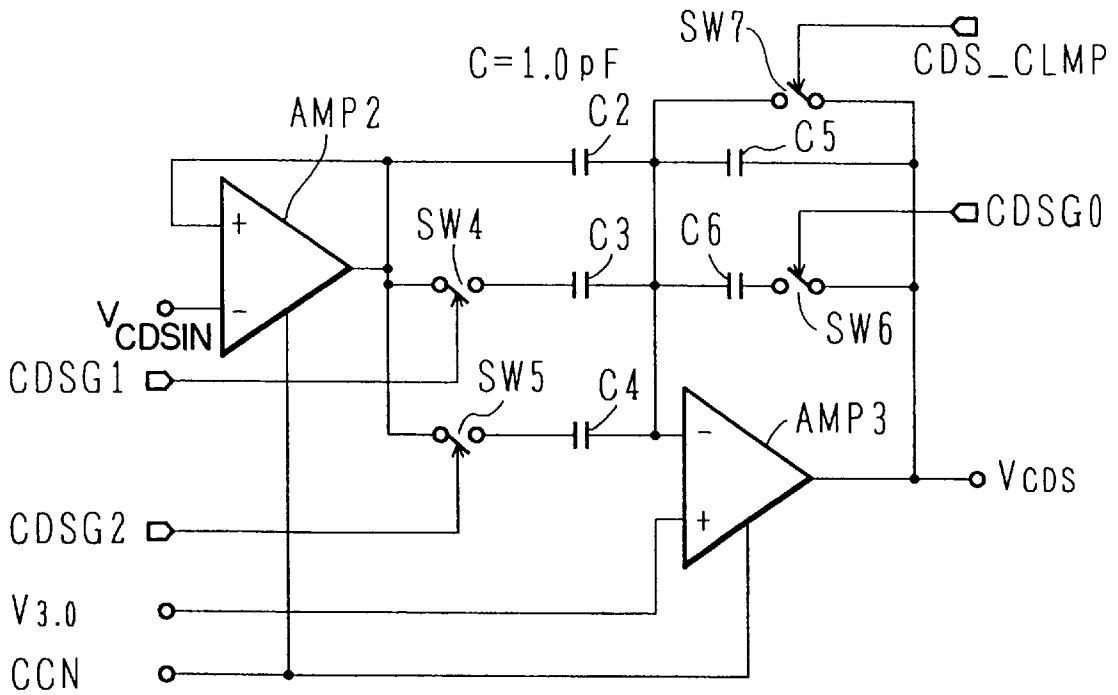 SW7
CDS_CLMP
C=1.0pF
AMP2
C2
C5
+
SW4
C3
C6
CDSG0
VCDSIN
-
SW6
CDSG1
SW5
C4
AMP3
-
VCDS
CDSG2
+
V3.0
CCN